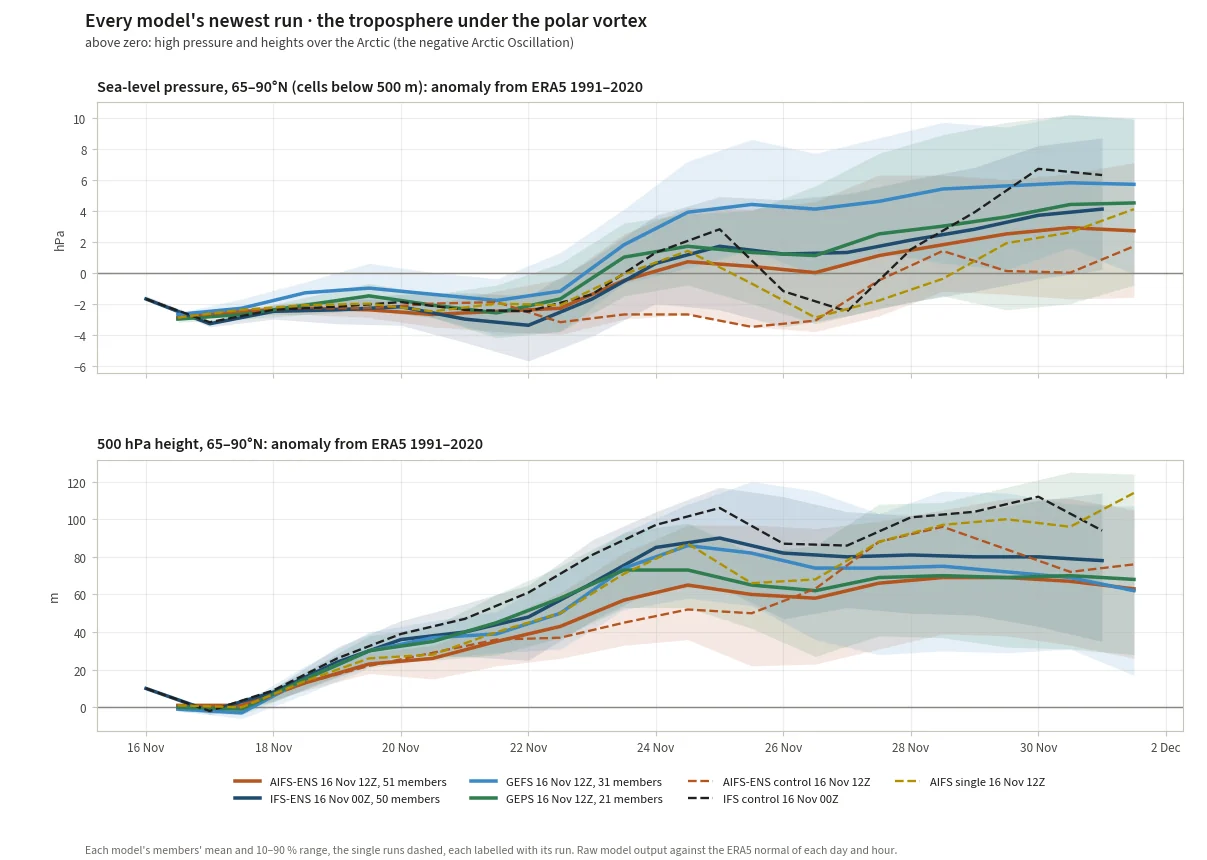 Every model's newest run · the troposphere under the polar vortex
above zero: high pressure and heights over the Arctic (the negative Arctic Oscillation)
Sea-level pressure, 65–90°N (cells below 500 m): anomaly from ERA5 1991–2020
10
8
6
4
2
0
−2
−4
−6
hPa
500 hPa height, 65–90°N: anomaly from ERA5 1991–2020
120
100
80
60
40
20
0
m
16 Nov 18 Nov 20 Nov 22 Nov 24 Nov 26 Nov 28 Nov 30 Nov 2 Dec
AIFS-ENS 16 Nov 12Z, 51 members GEFS 16 Nov 12Z, 31 members AIFS-ENS control 16 Nov 12Z AIFS single 16 Nov 12Z
IFS-ENS 16 Nov 00Z, 50 members GEPS 16 Nov 12Z, 21 members IFS control 16 Nov 00Z
Each model's members' mean and 10–90 % range, the single runs dashed, each labelled with its run. Raw model output against the ERA5 normal of each day and hour.